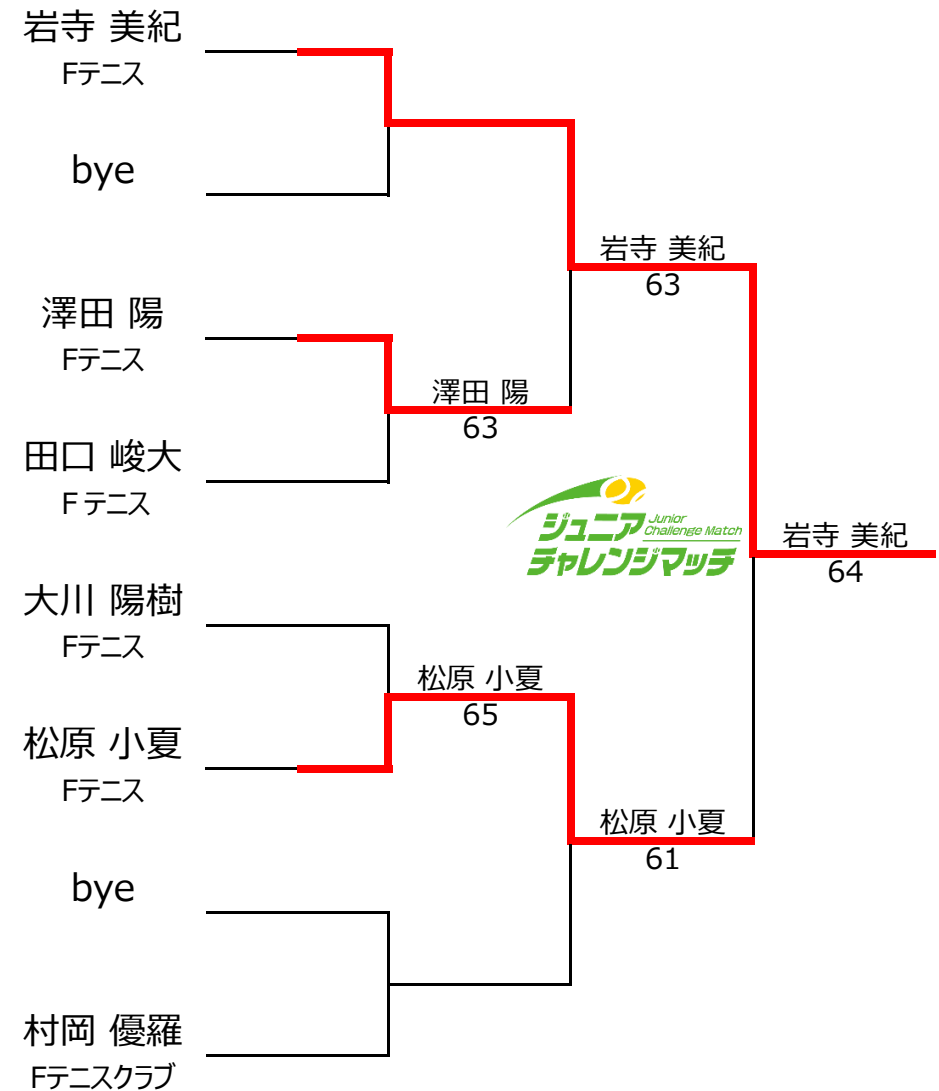 岩寺 美紀
Fテニス
bye
岩寺 美紀
63
澤田 陽
Fテニス
澤田 陽
63
田口 峻大
F テニス
ジュニア
Junior
Challenge Match
チャレンジマッチ
岩寺 美紀
64
大川 陽樹
Fテニス
松原 小夏
65
松原 小夏
Fテニス
松原 小夏
61
bye
村岡 優羅
Fテニスクラブ